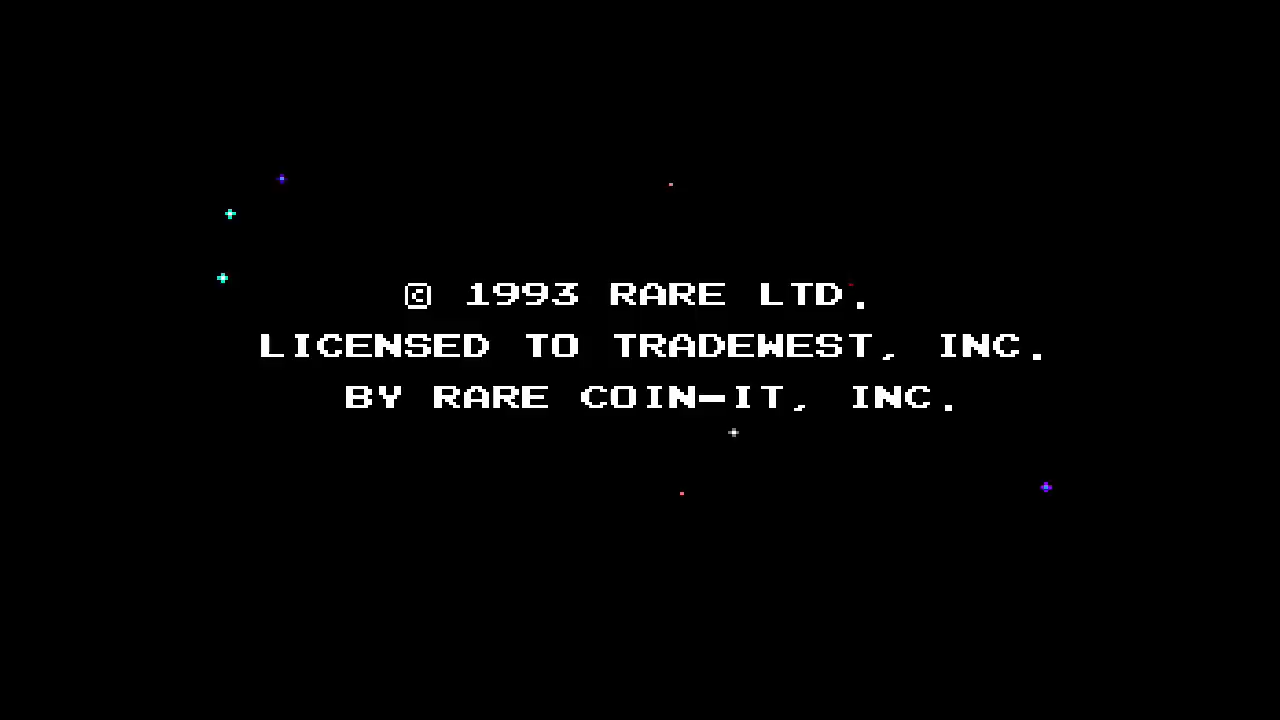 © 1993 RARE LTD.
LICENSED TO TRADEWEST, INC.
BY RARE COIN-IT, INC.